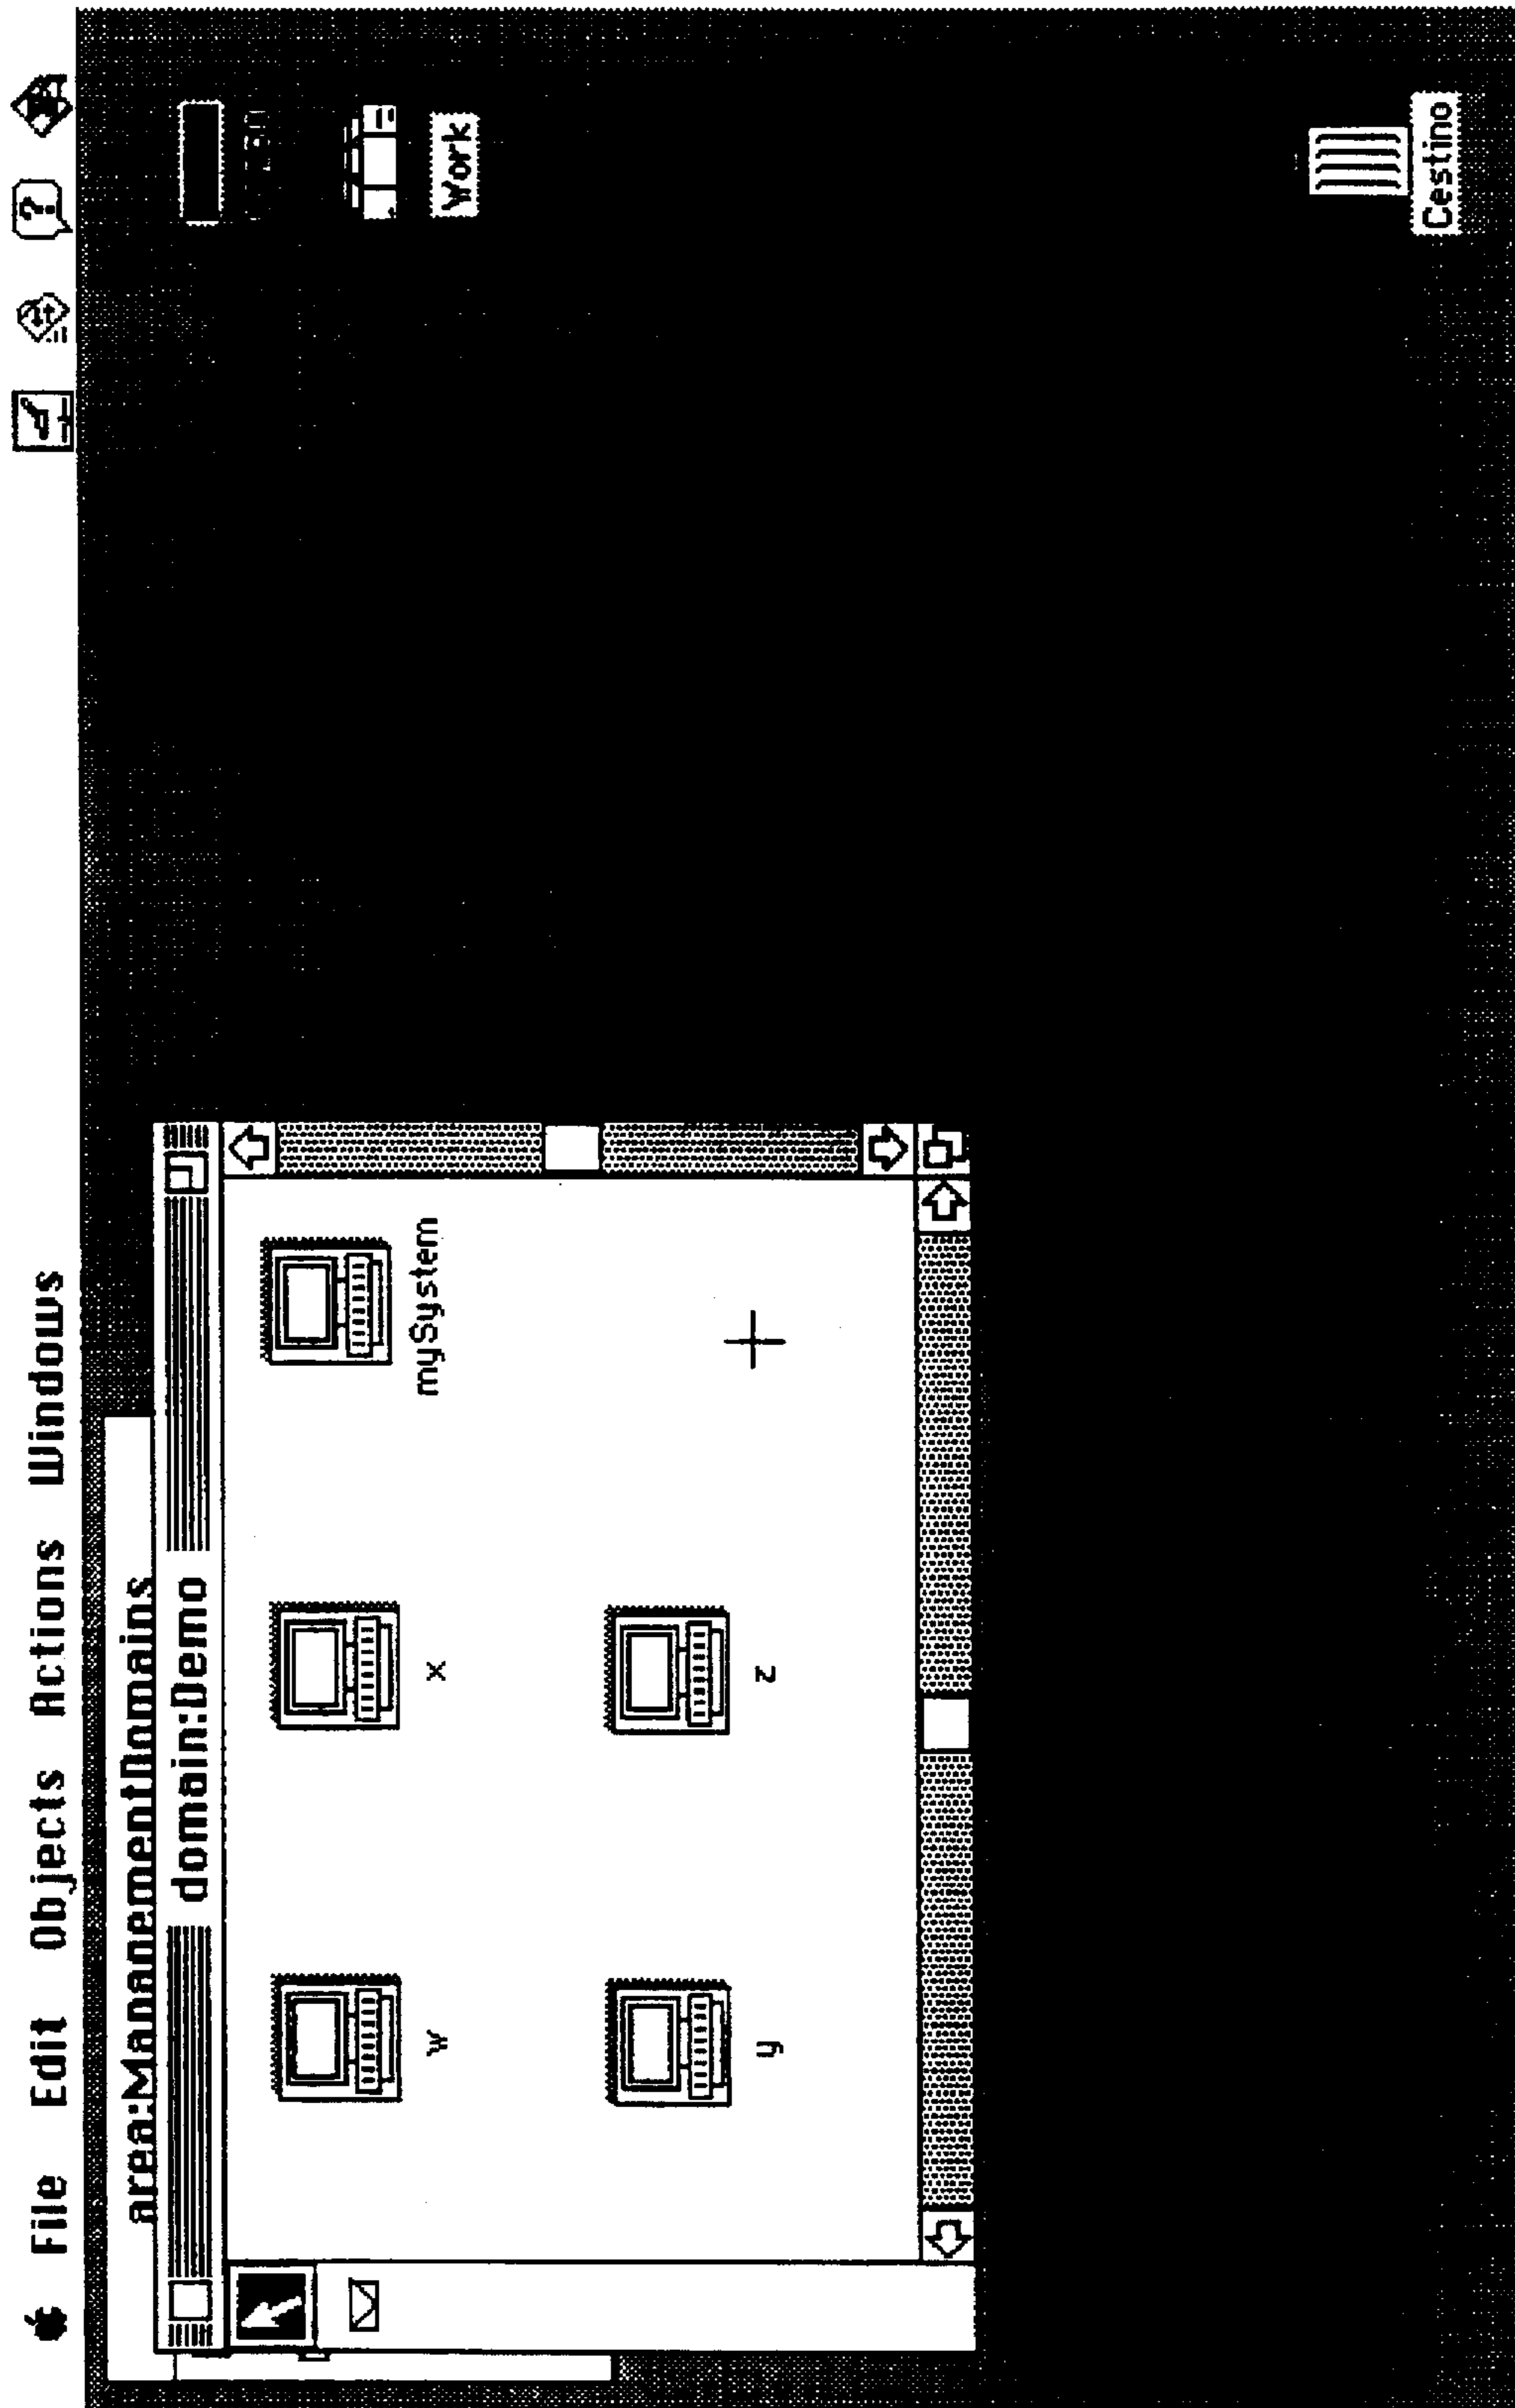 File Edit Objects Actions Windows
area:ManagementDomains
domain:Demo
w
x
mySystem
y
z
Work
Cestino